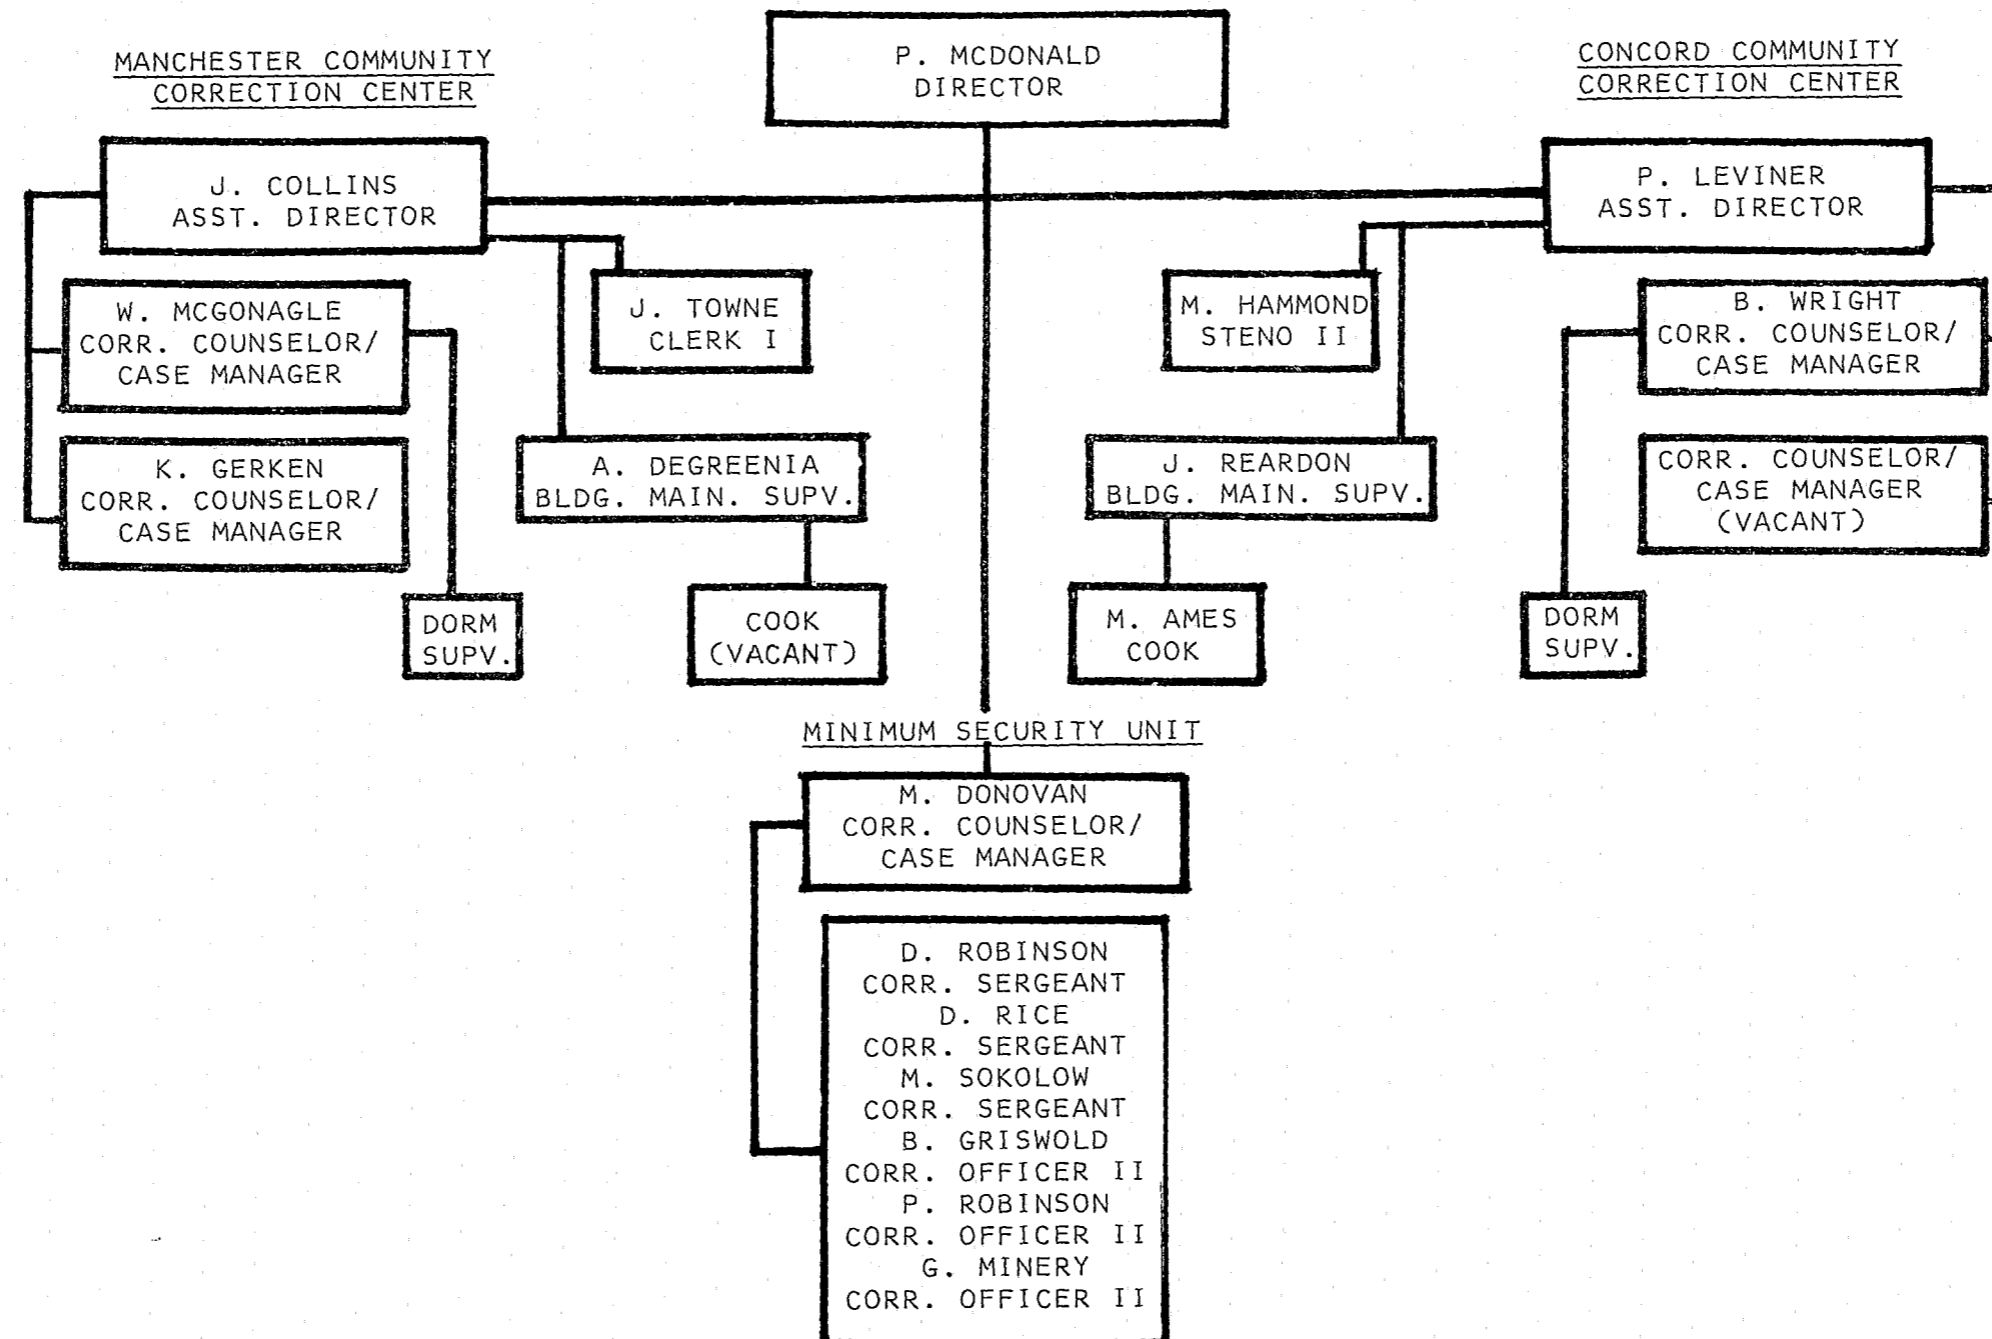 P. MCDONALD
DIRECTOR
MANCHESTER COMMUNITY
CORRECTION CENTER
CONCORD COMMUNITY
CORRECTION CENTER
J. COLLINS
ASST. DIRECTOR
P. LEVINER
ASST. DIRECTOR
W. MCGONAGLE
CORR. COUNSELOR/
CASE MANAGER
J. TOWNE
CLERK I
M. HAMMOND
STENO II
B. WRIGHT
CORR. COUNSELOR/
CASE MANAGER
K. GERKEN
CORR. COUNSELOR/
CASE MANAGER
A. DEGREENIA
BLDG. MAIN. SUPV.
J. REARDON
BLDG. MAIN. SUPV.
CORR. COUNSELOR/
CASE MANAGER
(VACANT)
DORM
SUPV.
COOK
(VACANT)
M. AMES
COOK
DORM
SUPV.
MINIMUM SECURITY UNIT
M. DONOVAN
CORR. COUNSELOR/
CASE MANAGER
D. ROBINSON
CORR. SERGEANT
D. RICE
CORR. SERGEANT
M. SOKOLOW
CORR. SERGEANT
B. GRISWOLD
CORR. OFFICER II
P. ROBINSON
CORR. OFFICER II
G. MINERY
CORR. OFFICER II